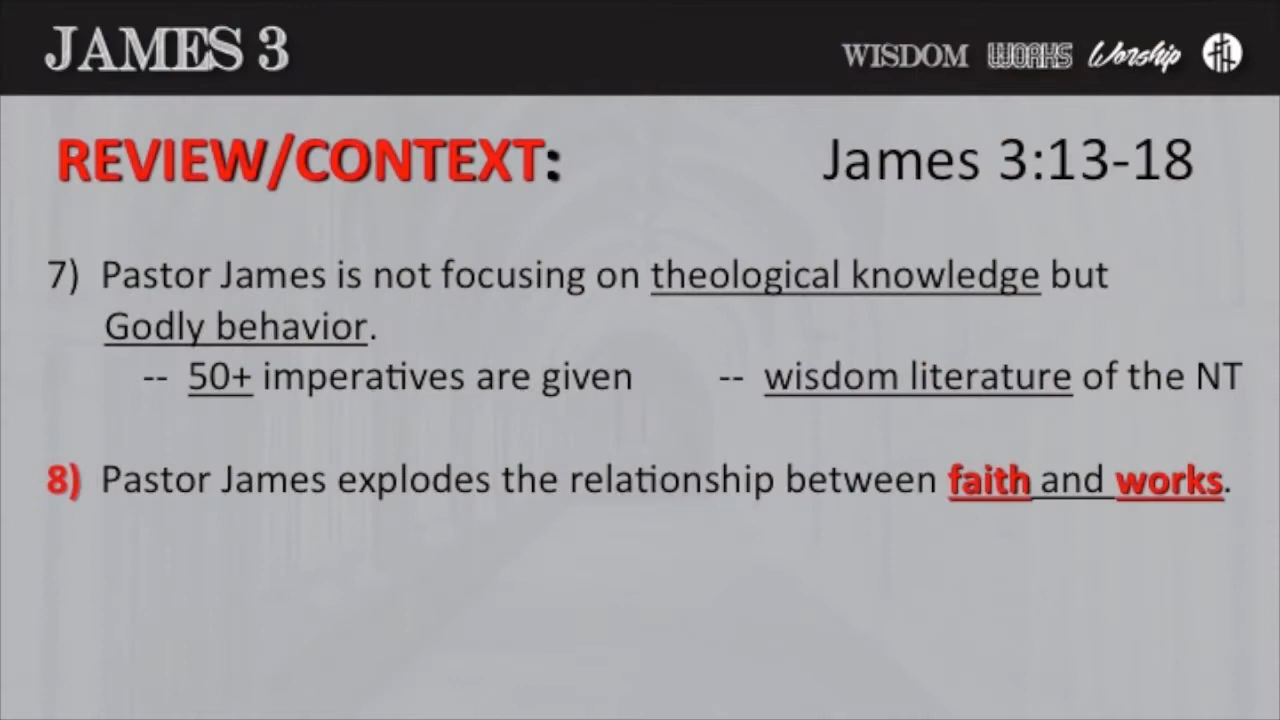 JAMES 3
WISDOM WORKS Worship
REVIEW/CONTEXT: James 3:13-18
7) Pastor James is not focusing on theological knowledge but
Godly behavior.
-- 50+ imperatives are given -- wisdom literature of the NT
8) Pastor James explodes the relationship between faith and works.